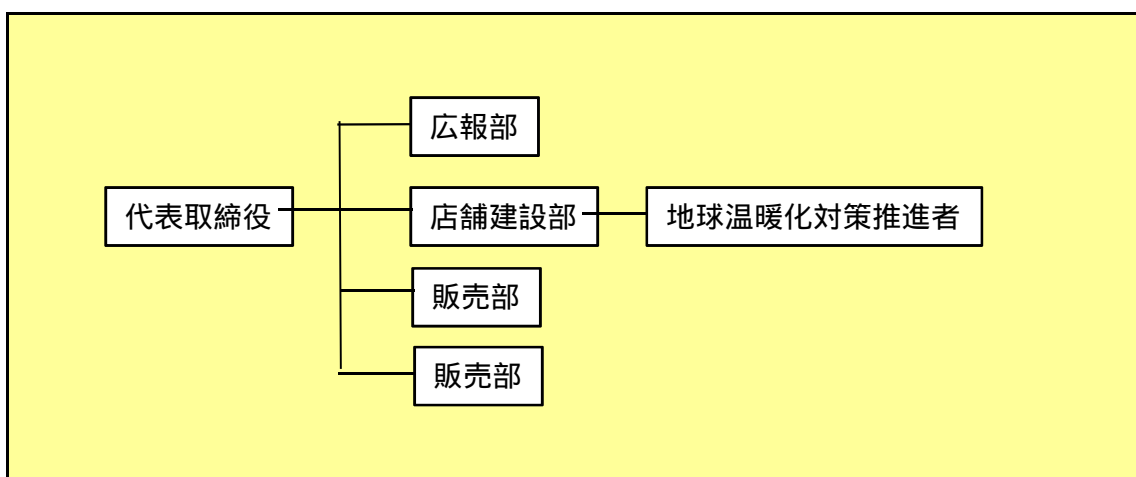 広報部
代表取締役
店舗建設部
地球温暖化対策推進者
販売部
販売部